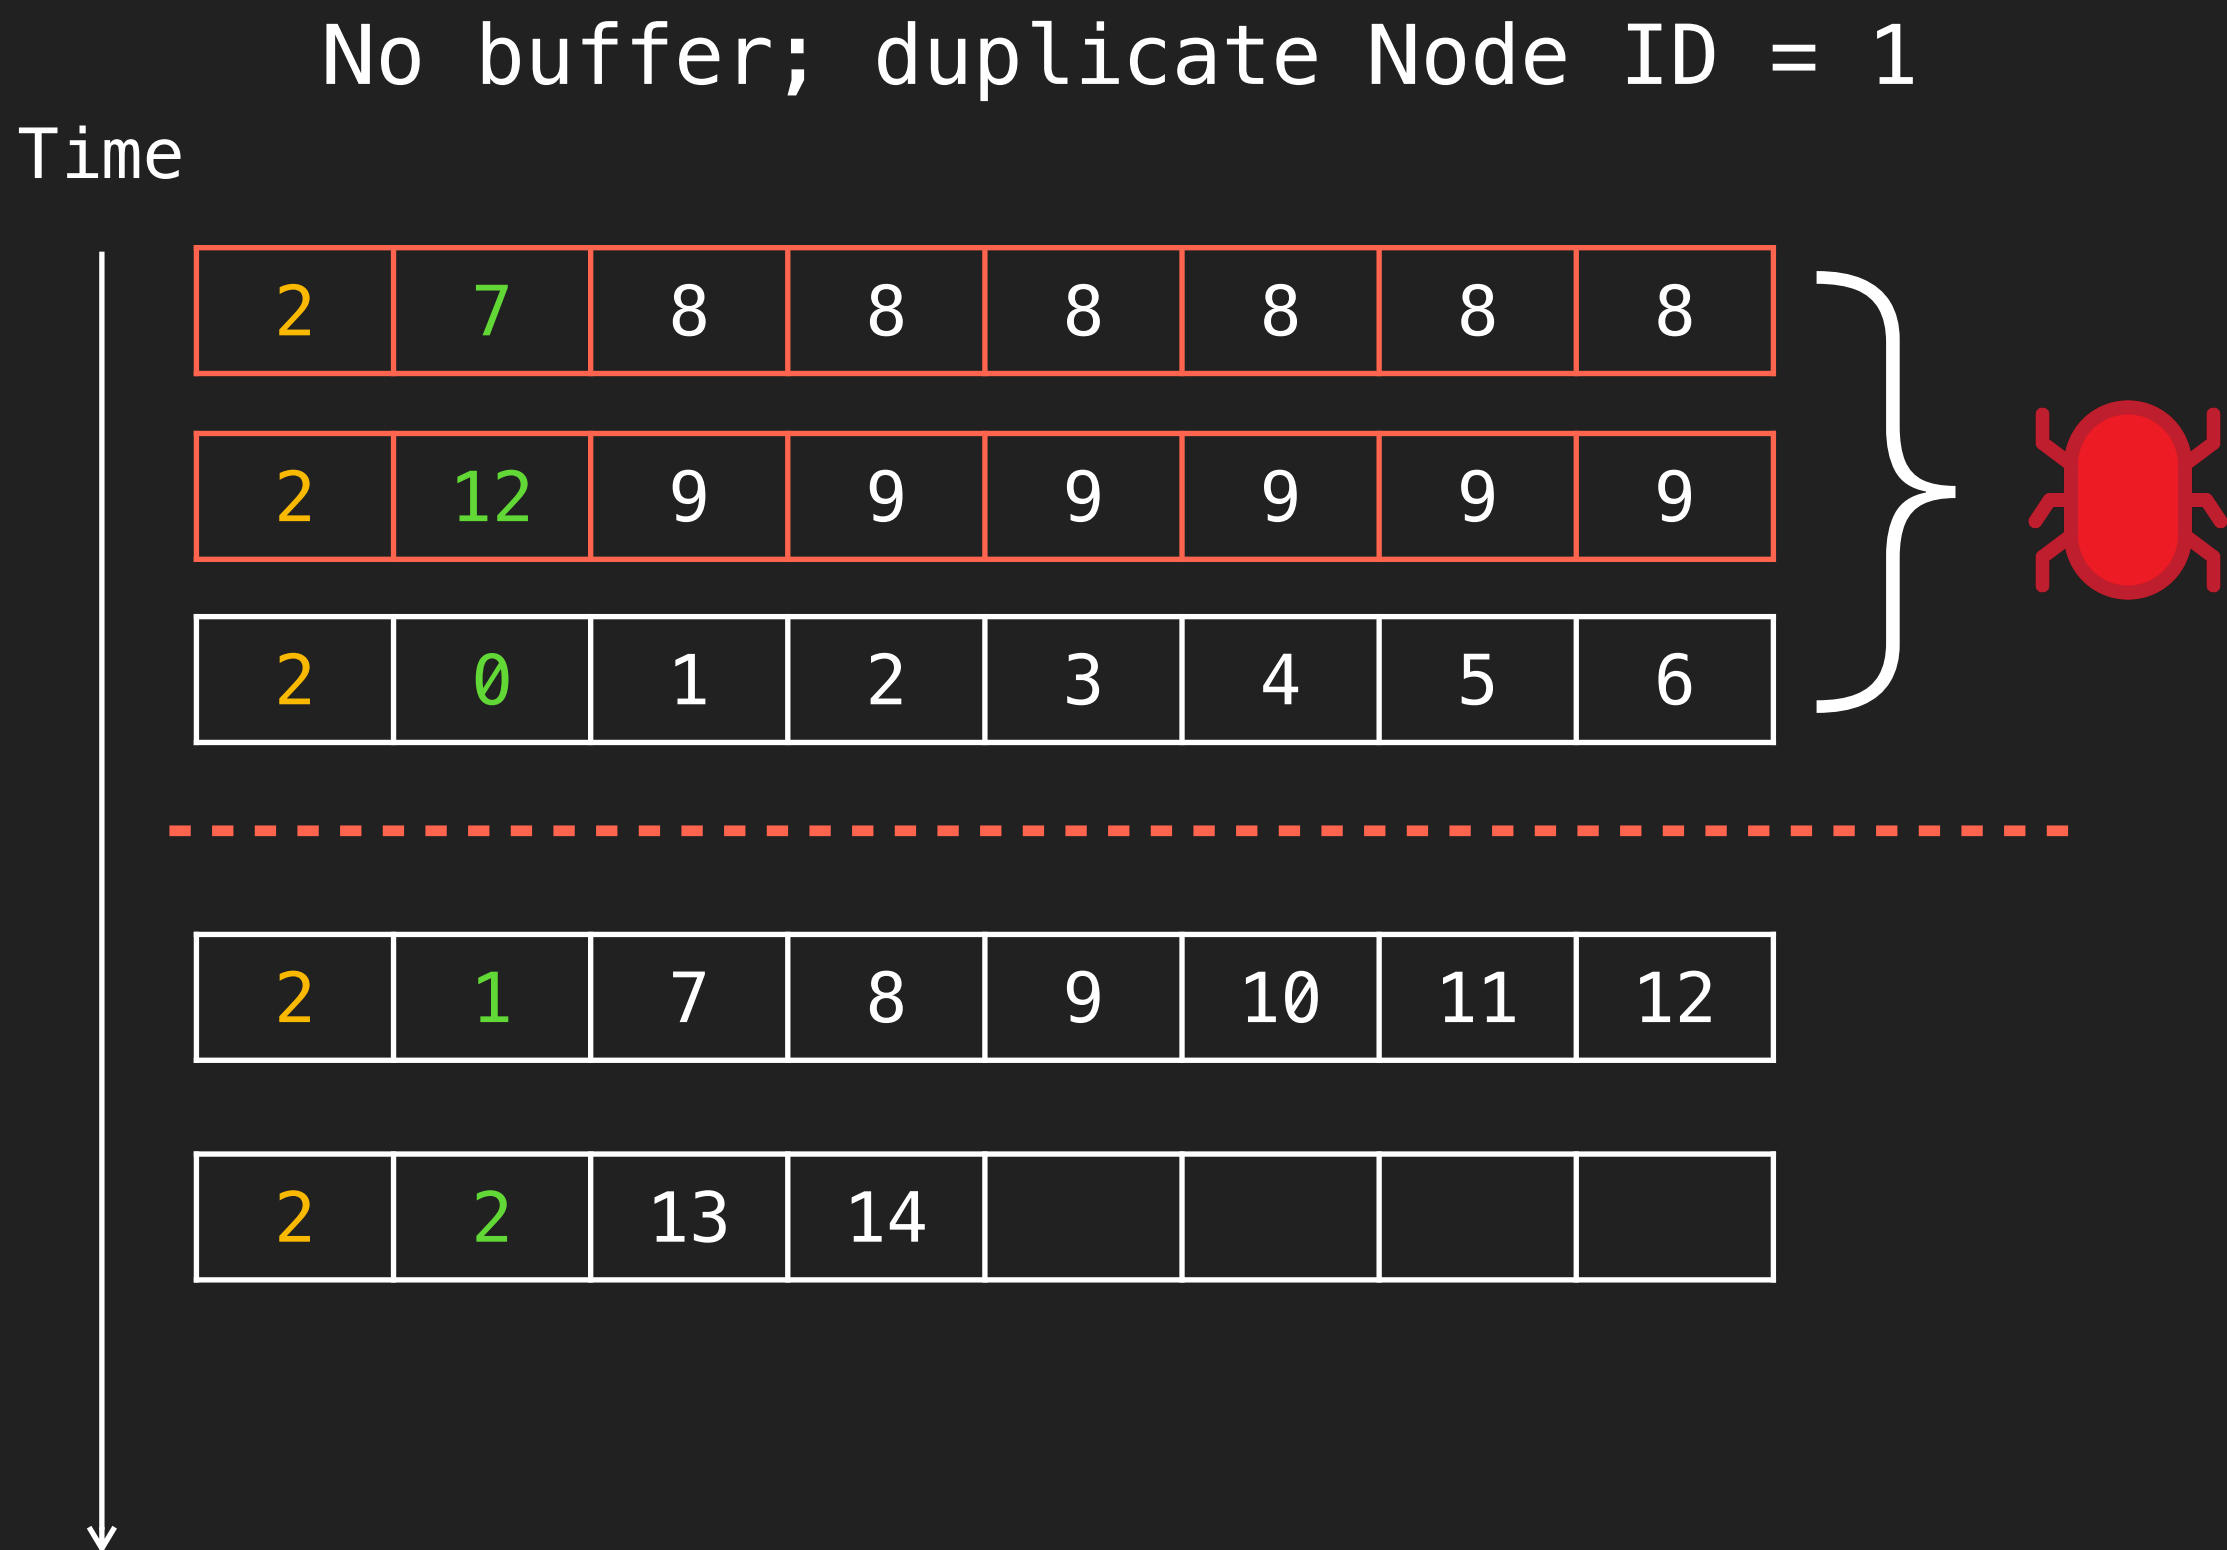 No buffer; duplicate Node ID = 1
Time
2 7 8 8 8 8 8 8
2 12 9 9 9 9 9 9
2 0 1 2 3 4 5 6
2 1 7 8 9 10 11 12
2 2 13 14